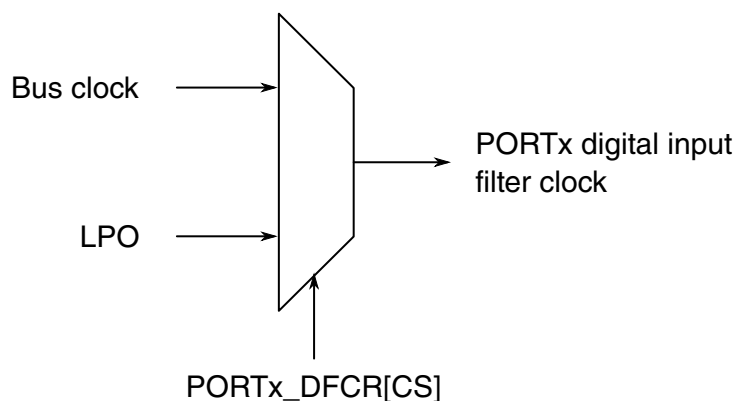 Bus clock
PORTx digital input
filter clock
LPO
PORTx_DFCR[CS]